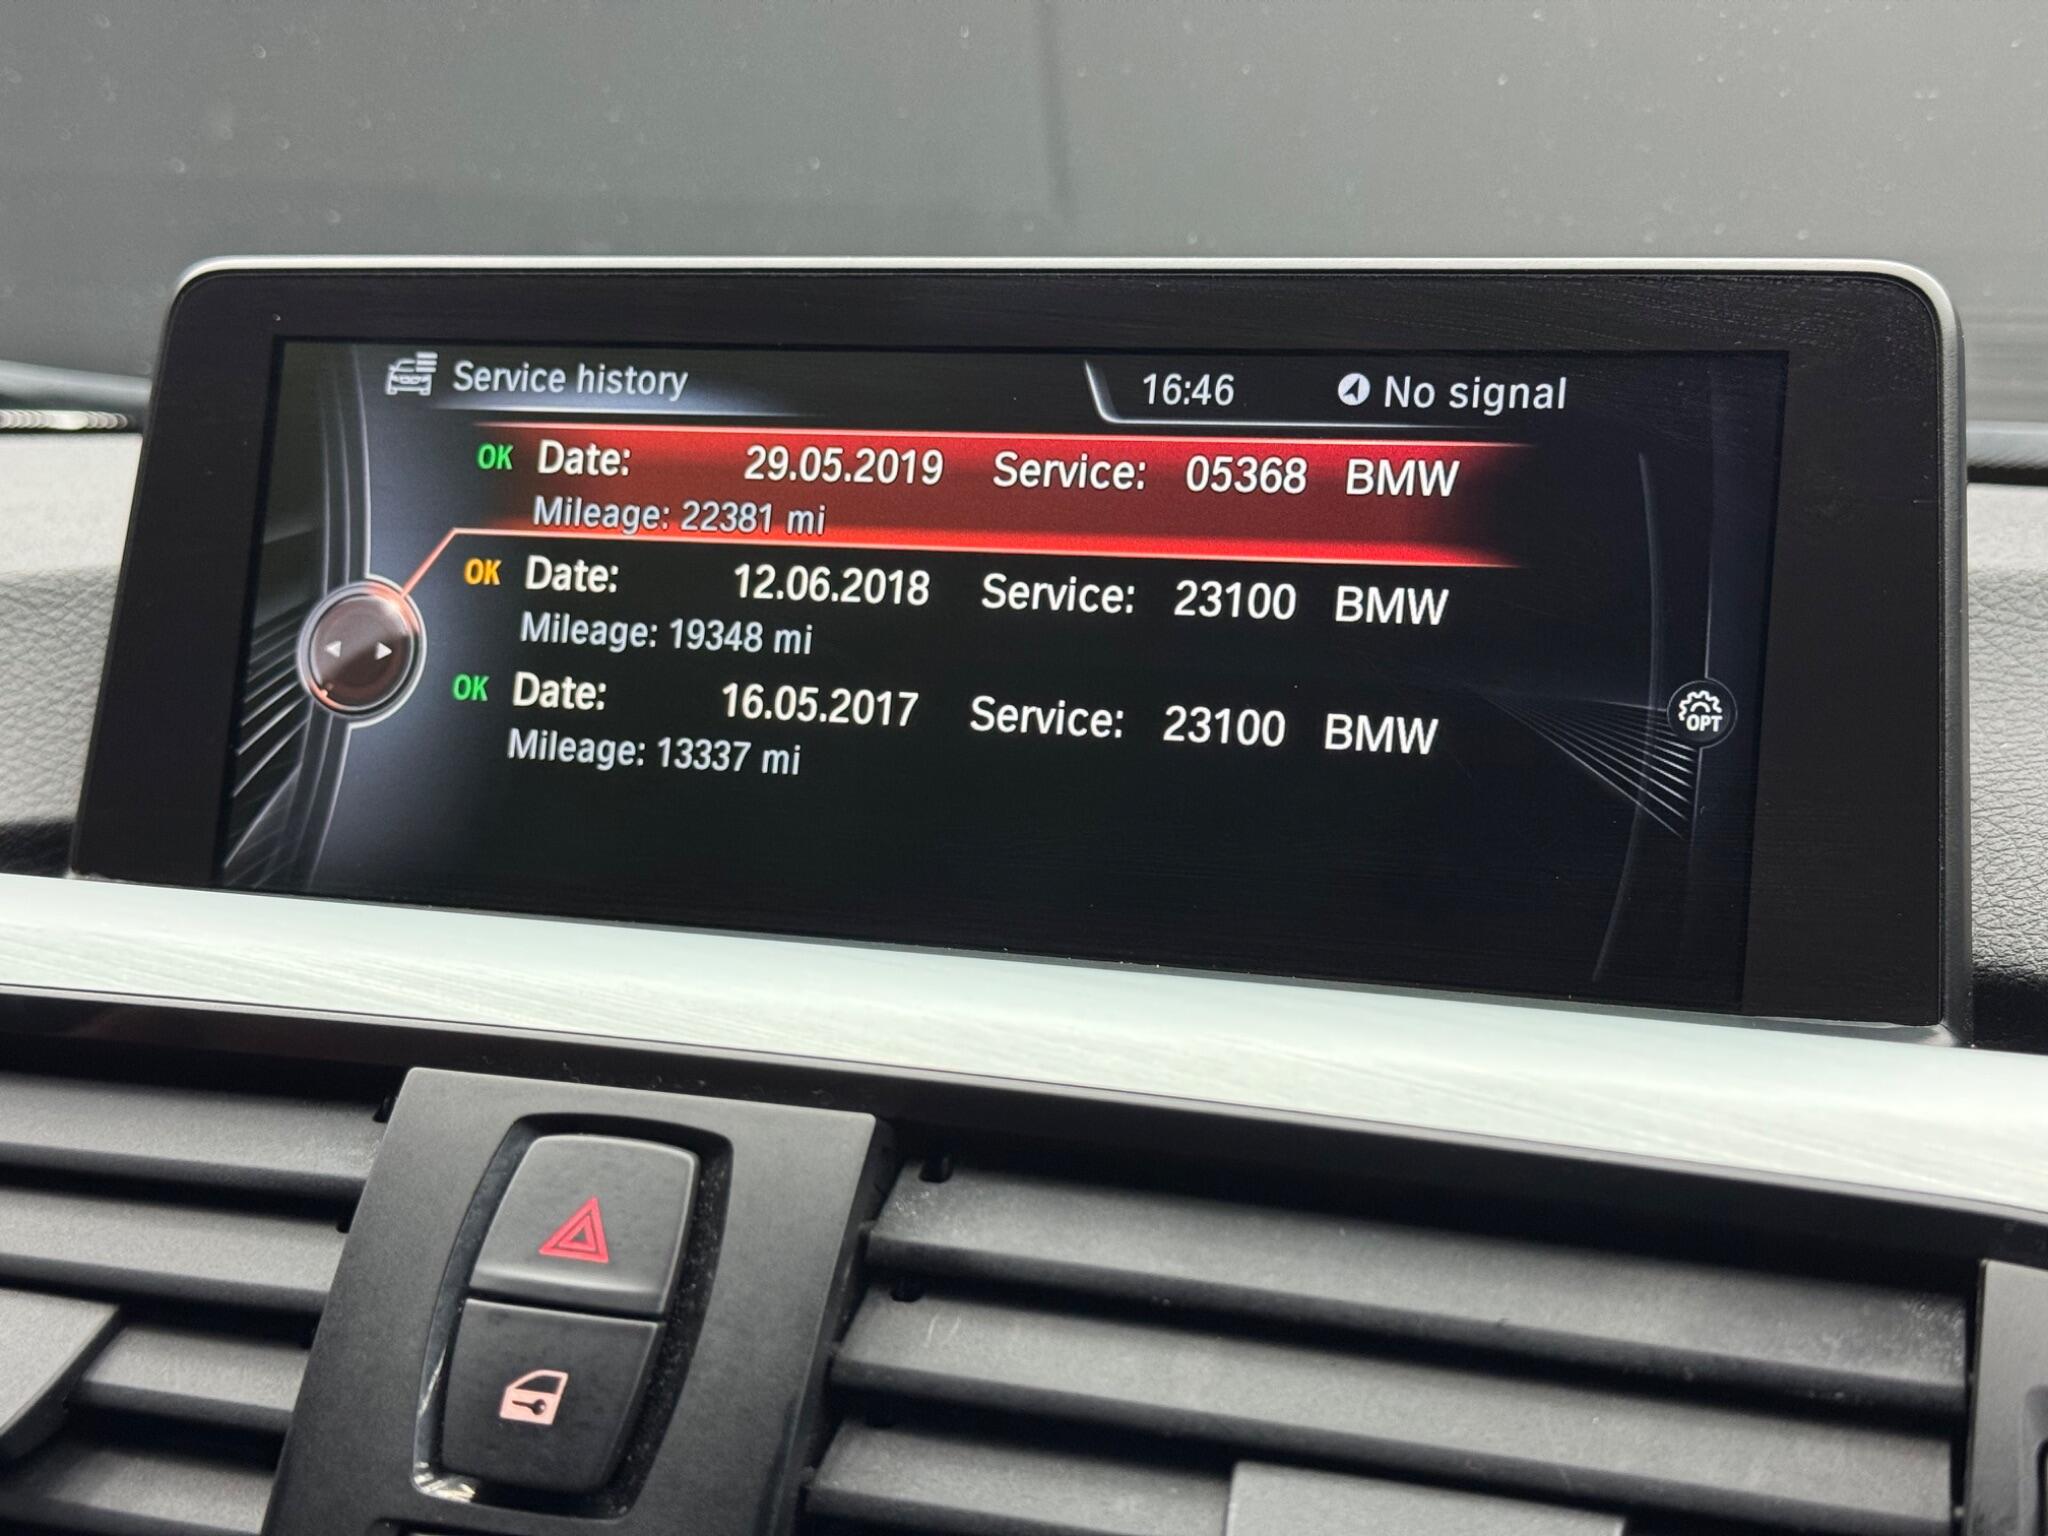 Service history 16:46 No signal
OK Date: 29.05.2019 Service: 05368 BMW
Mileage: 22381 mi
OK Date: 12.06.2018 Service: 23100 BMW
Mileage: 19348 mi
OK Date: 16.05.2017 Service: 23100 BMW
Mileage: 13337 mi
OPT